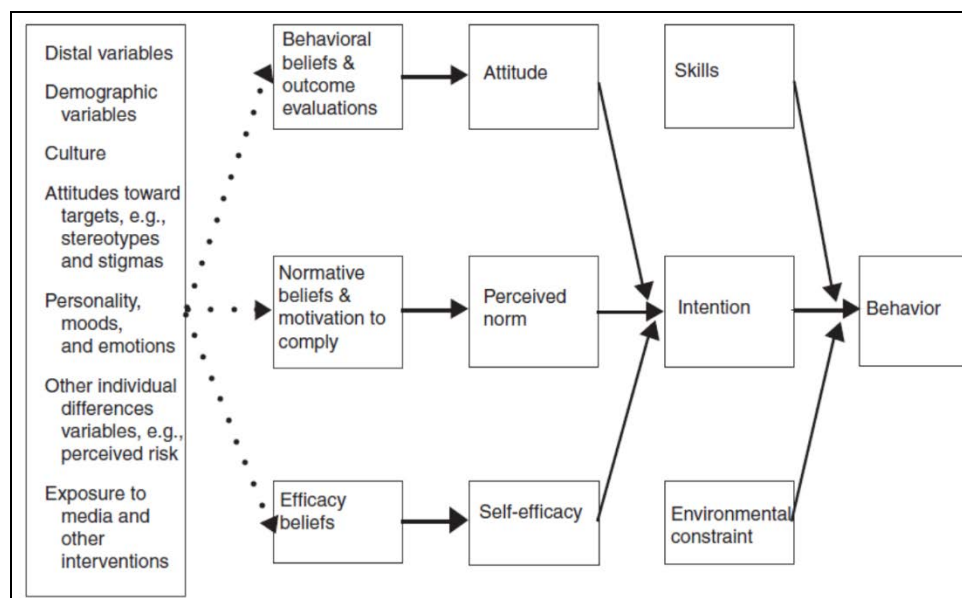 Distal variables
Demographic
variables
Culture
Attitudes toward
targets, e.g.,
stereotypes
and stigmas
Personality,
moods,
and emotions
Other individual
differences
variables, e.g.,
perceived risk
Exposure to
media and
other
interventions
Behavioral
beliefs &
outcome
evaluations
Attitude
Skills
Normative
beliefs &
motivation to
comply
Perceived
norm
Intention
Behavior
Efficacy
beliefs
Self-efficacy
Environmental
constraint